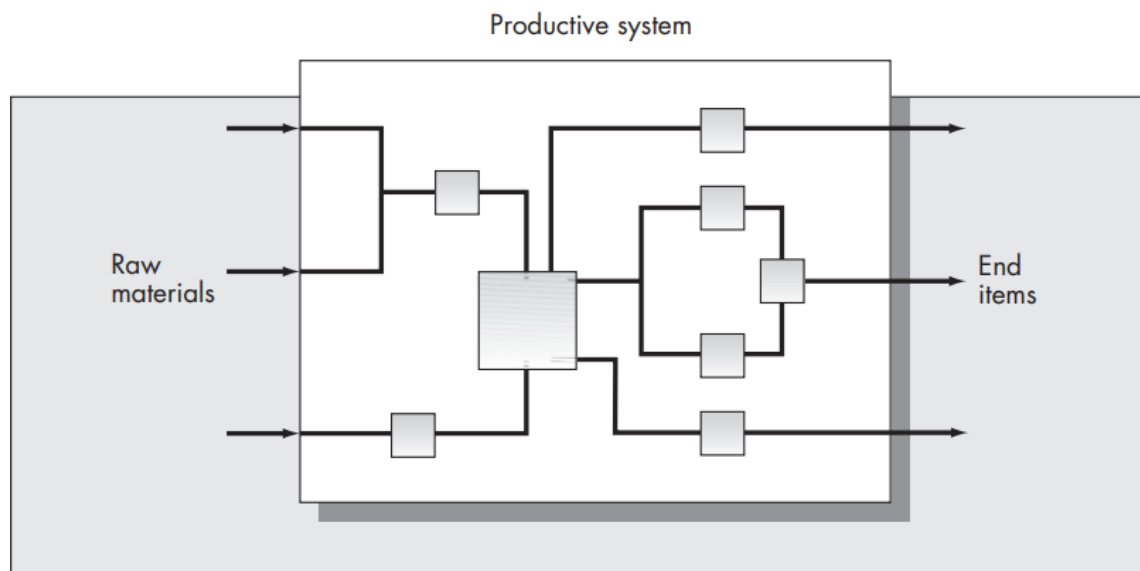 Productive system
Raw
materials
End
items